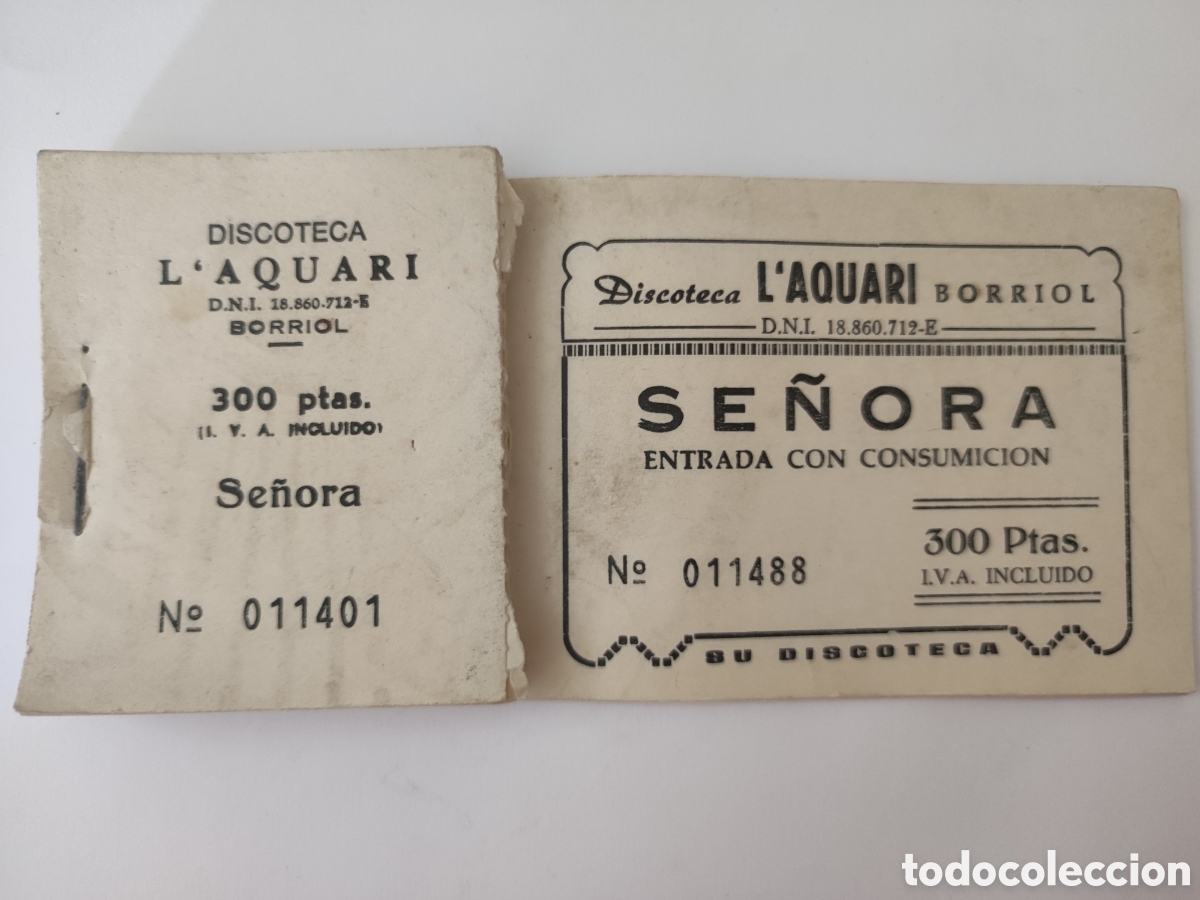 DISCOTECA
L'AQUARI
D.N.I. 18.860.712-E
BORRIOL
300 ptas.
(I. V. A. INCLUIDO)
Señora
Nº 011401
Discoteca L'AQUARI BORRIOL
D.N.I. 18.860.712-E
SEÑORA
ENTRADA CON CONSUMICION
300 Ptas.
I.V.A. INCLUIDO
Nº 011488
SU DISCOTECA
todocoleccion